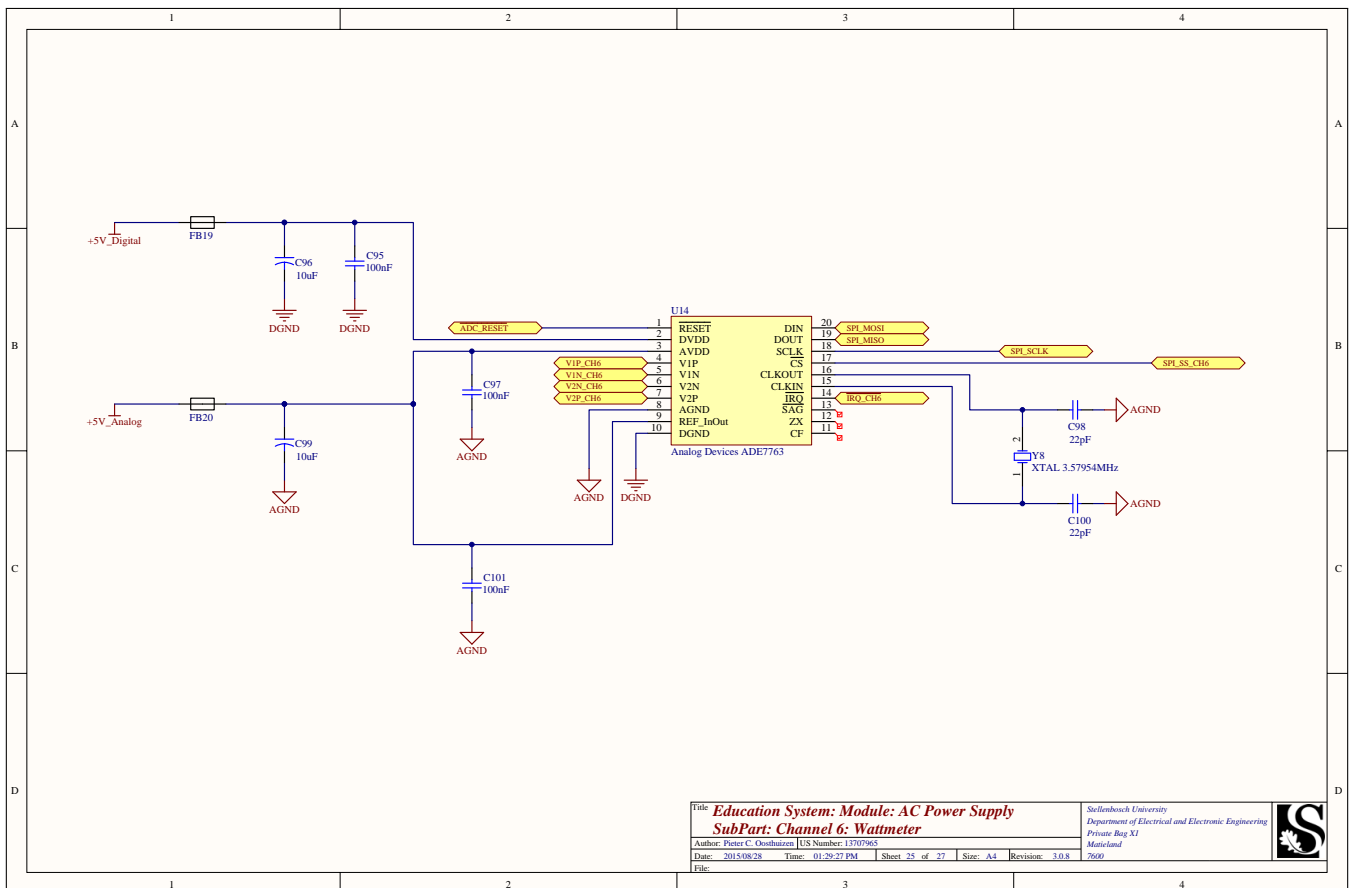 1 2 3 4
A A
+5V_Digital
FB19
C96
10uF
C95
100nF
DGND
DGND
B B
U14
ADC_RESET
1 RESET DIN 20 SPI_MOSI
2 DVDD DOUT 19 SPI_MISO
3 AVDD SCLK 18 SPI_SCLK
V1P_CH6 4 V1P CS 17 SPI_SS_CH6
V1N_CH6 5 V1N CLKOUT 16
V2N_CH6 6 V2N CLKIN 15
V2P_CH6 7 V2P IRQ 14 IRQ_CH6
8 AGND SAG 13
9 REF_InOut ZX 12
10 DGND CF 11
Analog Devices ADE7763
+5V_Analog
FB20
C99
10uF
AGND
C97
100nF
AGND
AGND
DGND
C98
22pF
AGND
2
Y8
XTAL 3.57954MHz
1
C100
22pF
AGND
C C
C101
100nF
AGND
D D
Title Education System: Module: AC Power Supply
SubPart: Channel 6: Wattmeter
Author: Pieter C. Oosthuizen US Number: 13707965
Date: 2015/08/28 Time: 01:29:27 PM Sheet 25 of 27 Size: A4 Revision: 3.0.8
File:
Stellenbosch University
Department of Electrical and Electronic Engineering
Private Bag X1
Matieland
7600
S
1 2 3 4